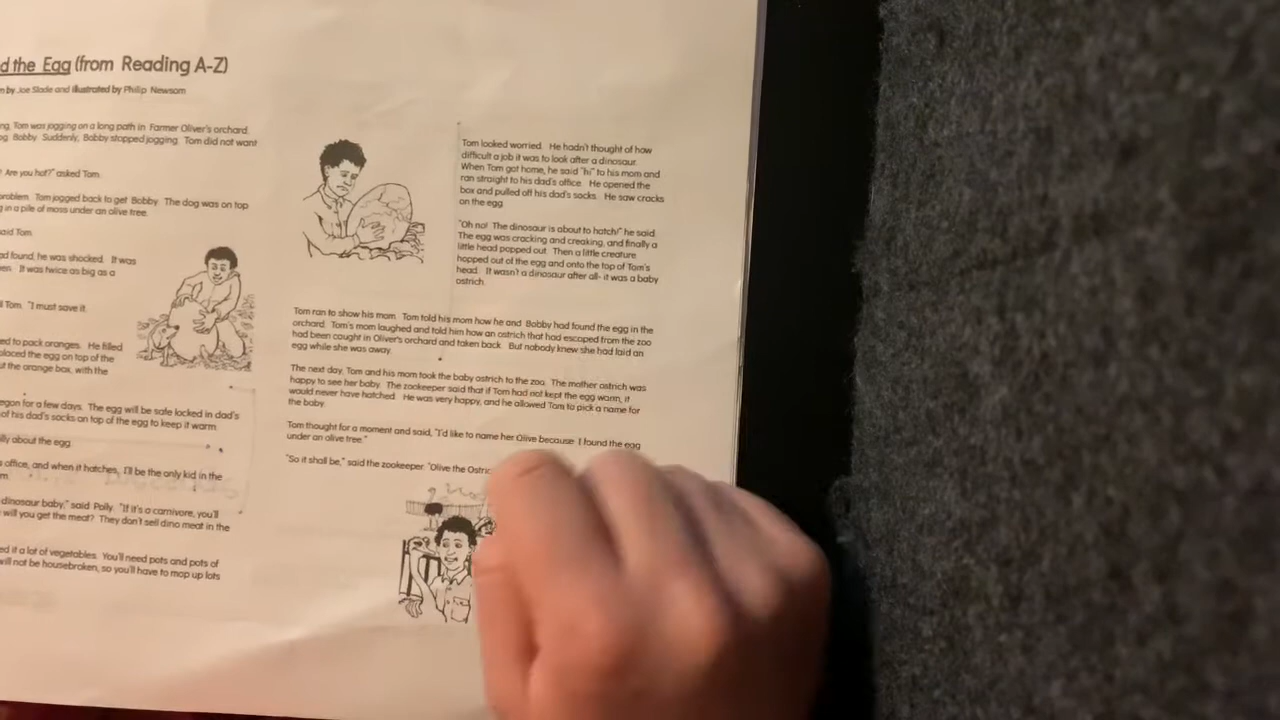 d the Egg (from Reading A-Z)
n by Joe Slade and illustrated by Philip Newsom
ng, Tom was jogging on a long path in Farmer Oliver's orchard.
og, Bobby. Suddenly, Bobby stopped jogging. Tom did not want
? Are you hot?" asked Tom.
problem. Tom jogged back to get Bobby. The dog was on top
g in a pile of moss under an olive tree.
said Tom.
ad found, he was shocked. It was
en. It was twice as big as a
d Tom. "I must save it.
ed to pack oranges. He filled
placed the egg on top of the
ut the orange box, with the
egon for a few days. The egg will be safe locked in dad's
of his dad's socks on top of the egg to keep it warm.
lly about the egg.
s office, and when it hatches, I'll be the only kid in the
m.
dinosaur baby," said Polly. "If it's a carnivore, you'll
will you get the meat? They don't sell dino meat in the
ed it a lot of vegetables. You'll need pots and pots of
will not be housebroken, so you'll have to mop up lots
Tom looked worried. He hadn't thought of how
difficult a job it was to look after a dinosaur.
When Tom got home, he said "hi" to his mom and
ran straight to his dad's office. He opened the
box and pulled off his dad's socks. He saw cracks
on the egg.
"Oh no! The dinosaur is about to hatch!" he said.
The egg was cracking and creaking, and finally a
little head popped out. Then a little creature
hopped out of the egg and onto the top of Tom's
head. It wasn't a dinosaur after all- it was a baby
ostrich.
Tom ran to show his mom. Tom told his mom how he and Bobby had found the egg in the
orchard. Tom's mom laughed and told him how an ostrich that had escaped from the zoo
had been caught in Oliver's orchard and taken back. But nobody knew she had laid an
egg while she was away.
The next day, Tom and his mom took the baby ostrich to the zoo. The mother ostrich was
happy to see her baby. The zookeeper said that if Tom had not kept the egg warm, it
would never have hatched. He was very happy, and he allowed Tom to pick a name for
the baby.
Tom thought for a moment and said, "I'd like to name her Olive because I found the egg
under an olive tree."
"So it shall be," said the zookeeper. "Olive the Ostric